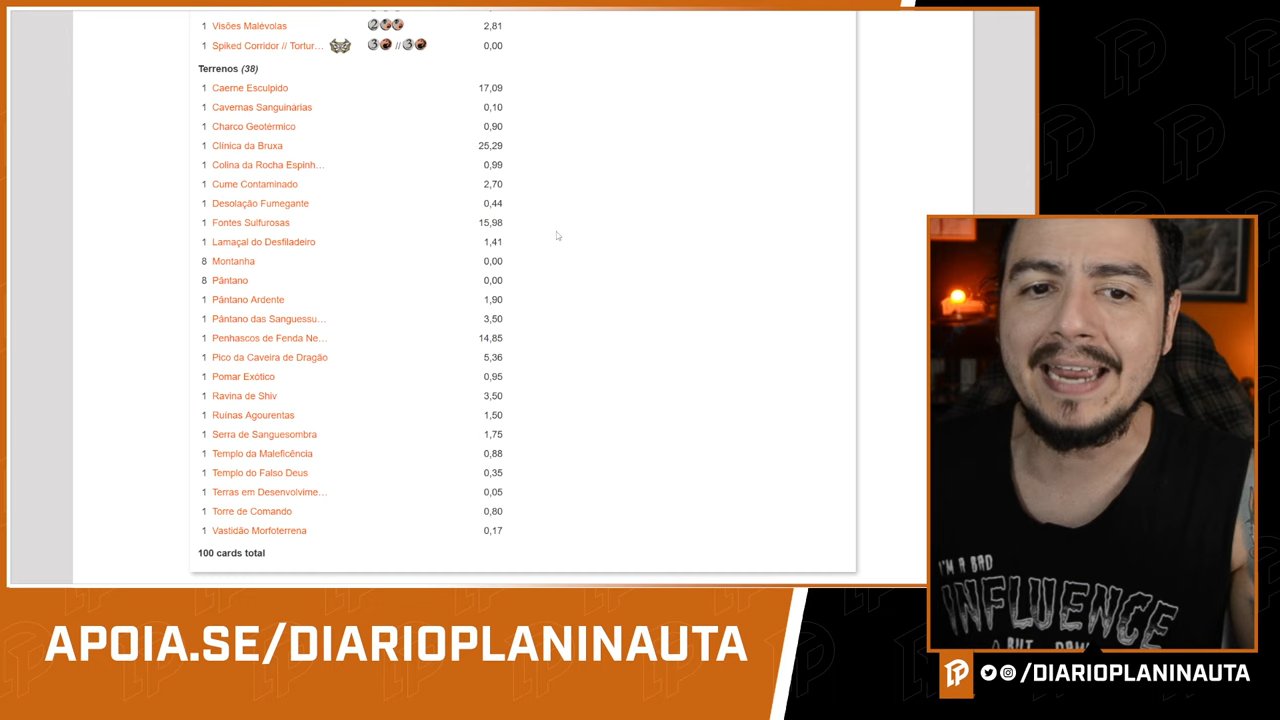 1 Visões Malévolas 2 2,81
1 Spiked Corridor // Tortur... 3 // 3 0,00
Terrenos (38)
1 Caerne Esculpido 17,09
1 Cavernas Sanguinárias 0,10
1 Charco Geotérmico 0,90
1 Clínica da Bruxa 25,29
1 Colina da Rocha Espinh... 0,99
1 Cume Contaminado 2,70
1 Desolação Fumegante 0,44
1 Fontes Sulfurosas 15,98
1 Lamaçal do Desfiladeiro 1,41
8 Montanha 0,00
8 Pântano 0,00
1 Pântano Ardente 1,90
1 Pântano das Sanguessu... 3,50
1 Penhascos de Fenda Ne... 14,85
1 Pico da Caveira de Dragão 5,36
1 Pomar Exótico 0,95
1 Ravina de Shiv 3,50
1 Ruínas Agourentas 1,50
1 Serra de Sanguesombra 1,75
1 Templo da Maleficência 0,88
1 Templo do Falso Deus 0,35
1 Terras em Desenvolvime... 0,05
1 Torre de Comando 0,80
1 Vastidão Morfoterrena 0,17
100 cards total
I'M A BAD
INFLUENCE
BUT
APOIA.SE/DIARIOPLANINAUTA
/DIARIOPLANINAUTA